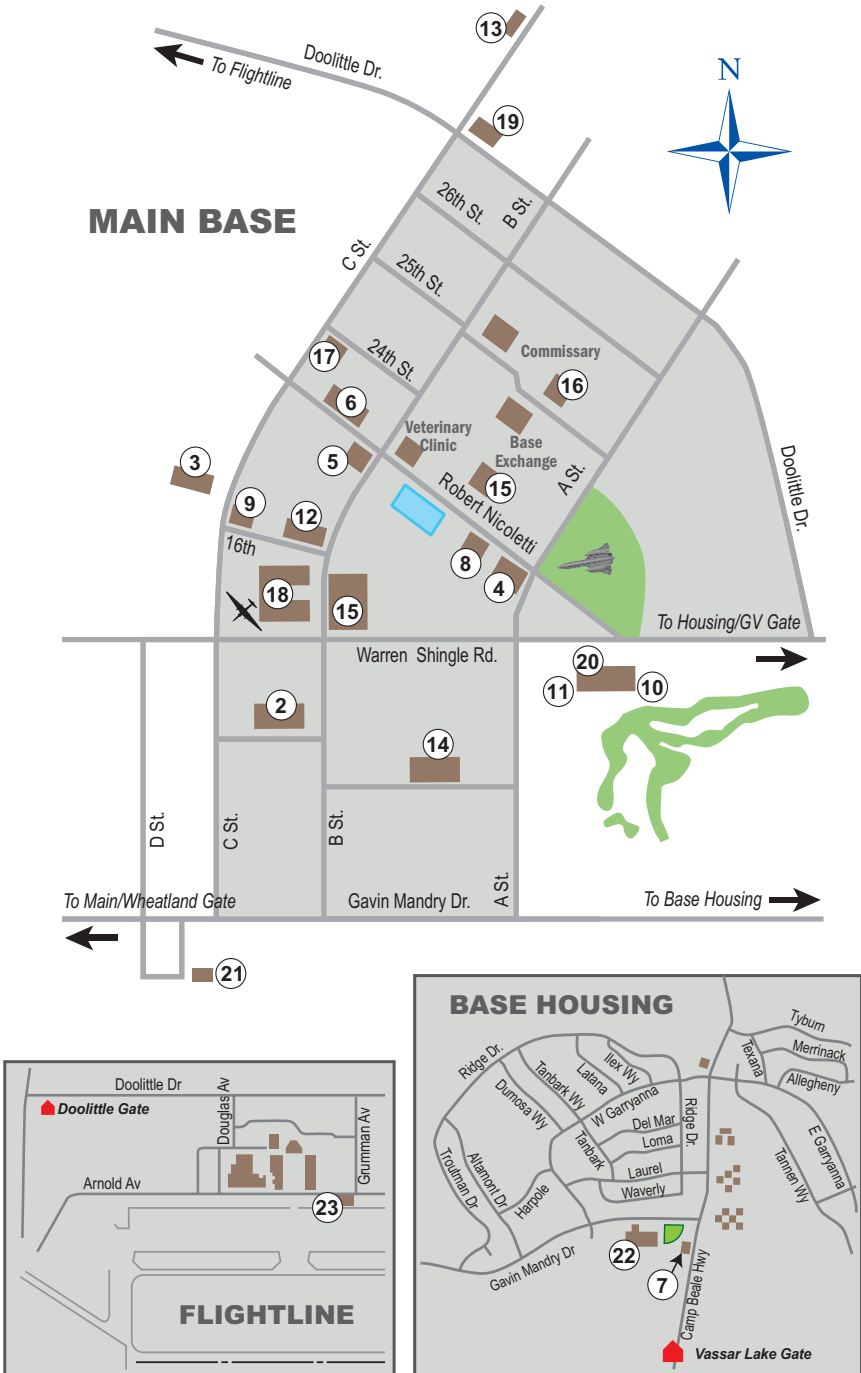 13
Doolittle Dr.
To Flightline
N
19
MAIN BASE
26th St.
B St.
C St.
25th St.
17
24th St.
Commissary
16
6
Veterinary
Clinic
Base
Exchange
5
3
15
A St.
Doolittle Dr.
9
12
Robert Nicoletti
16th
8
4
18
15
To Housing/GV Gate
Warren Shingle Rd.
20
11
10
2
14
D St.
C St.
B St.
A St.
To Main/Wheatland Gate
Gavin Mandry Dr.
To Base Housing
21
BASE HOUSING
Tyburn
Merrinack
Texana
Allegheny
Ridge Dr.
Ilex Wy
Latana
Tanbark Wy
Dumosa Wy
W Garryanna
Ridge Dr.
Del Mar
Loma
Tanbark
Laurel
Waverly
E Garryanna
Tannen Wy
Altamont Dr
Troutman Dr
Harpole
Gavin Mandry Dr
22
7
Camp Beale Hwy
Vassar Lake Gate
Doolittle Dr
Doolittle Gate
Douglas Av
Grumman Av
Arnold Av
23
FLIGHTLINE